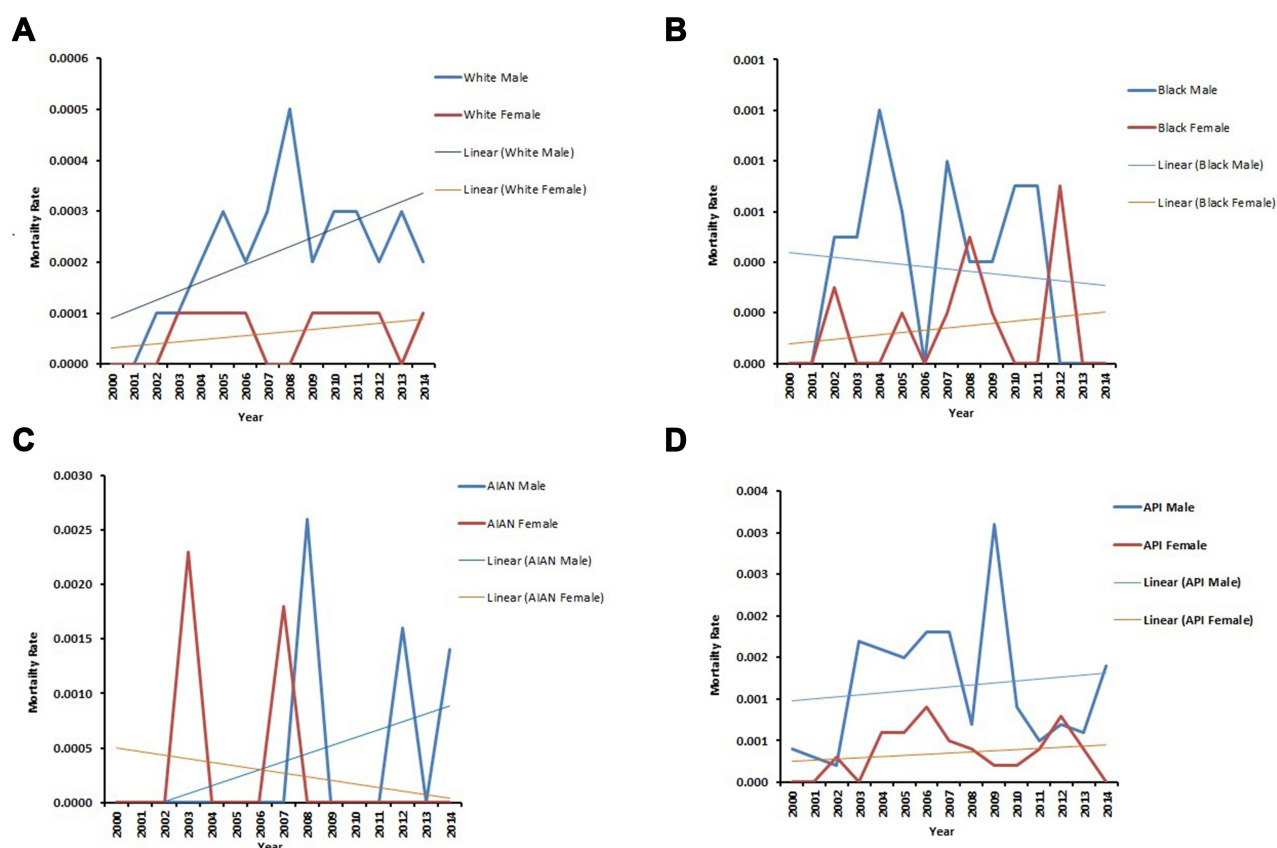 A
0.0006
0.0005
0.0004
0.0003
0.0002
0.0001
0.0000
Mortailty Rate
2000 2001 2002 2003 2004 2005 2006 2007 2008 2009 2010 2011 2012 2013 2014
Year
White Male
White Female
Linear (White Male)
Linear (White Female)
B
0.001
0.001
0.001
0.001
0.000
0.000
0.000
Mortailty Rate
2000 2001 2002 2003 2004 2005 2006 2007 2008 2009 2010 2011 2012 2013 2014
Year
Black Male
Black Female
Linear (Black Male)
Linear (Black Female)
C
0.0030
0.0025
0.0020
0.0015
0.0010
0.0005
0.0000
Mortailty Rate
2000 2001 2002 2003 2004 2005 2006 2007 2008 2009 2010 2011 2012 2013 2014
Year
AIAN Male
AIAN Female
Linear (AIAN Male)
Linear (AIAN Female)
D
0.004
0.003
0.003
0.002
0.002
0.001
0.001
0.000
Mortailty Rate
2000 2001 2002 2003 2004 2005 2006 2007 2008 2009 2010 2011 2012 2013 2014
Year
API Male
API Female
Linear (API Male)
Linear (API Female)